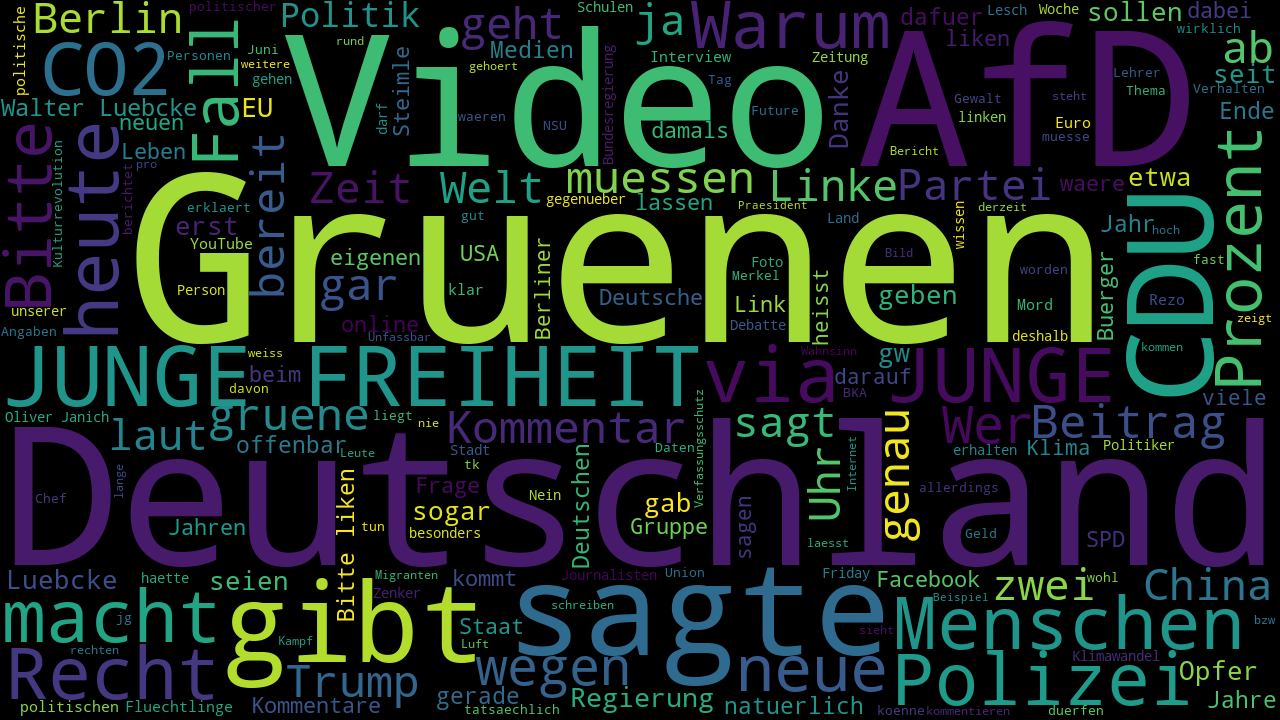 politischer
Schulen
Lesch Woche
Berlin
Politik
geht
ja
Warum
dafuer
sollen
dabei
politische
CO2
Personen
Fall
Juni
rund
weitere
gehen
Video
gehoert
Medien
Interview
Zeitung
liken
wirklich
AfD
ab
seit
Steimle
Bundesregierung
Tag
Danke
Lehrer
Verhalten
Walter Luebcke
EU
darf
waeren
NSU
damals
Future
Gewalt
linken
steht
Thema
Ende
neuen
Euro
muesse
Bitte
heute
Leben
pro
bereit
Bericht
Kulturrevolution
berichtet
Zeit
Welt
muessen
Linke
Partei
waere
etwa
Prozent
erklaert
gegenueber
lassen
Praesident
wissen
derzeit
erst
gut
Land
Jahr
hoch
CDU
YouTube
Gruenen
eigenen
USA
Berliner
Bild
Buerger
fast
Foto
Merkel
worden
Person
gar
klar
Deutsche
Link
heisst
geben
Mord
Rezo
unserer
online
Debatte
deshalb
zeigt
Angaben
Unfassbar
JUNGE FREIHEIT
via
JUNGE
weiss
Wahnsinn
gw
kommen
beim
davon
darauf
BKA
viele
Oliver Janich
gruene
liegt
nie
Kommentar
Verfassungsschutz
sagt
genau
Wer
Beitrag
laut
offenbar
Leute
Stadt
Daten
Internet
erhalten
Klima
Politiker
Deutschland
lange
tk
Chef
Frage
Nein
Deutschen
gab
sagen
Uhr
allerdings
Jahren
Bitte liken
tun
sogar
besonders
Gruppe
laesst
Geld
SPD
Luebcke
haette
seien
Migranten
kommt
Journalisten
Union
Friday
Facebook
zwei
wohl
China
macht
gibt
Zenker
schreiben
sagte
Beispiel
Menschen
jg
Staat
bzw
rechten
Kampf
Luft
sieht
Klimawandel
Recht
Trump
wegen
neue
Polizei
Opfer
politischen
Fluechtlinge
Kommentare
gerade
tatsaechlich
Regierung
natuerlich
koenne
kommentieren
duerfen
Jahre